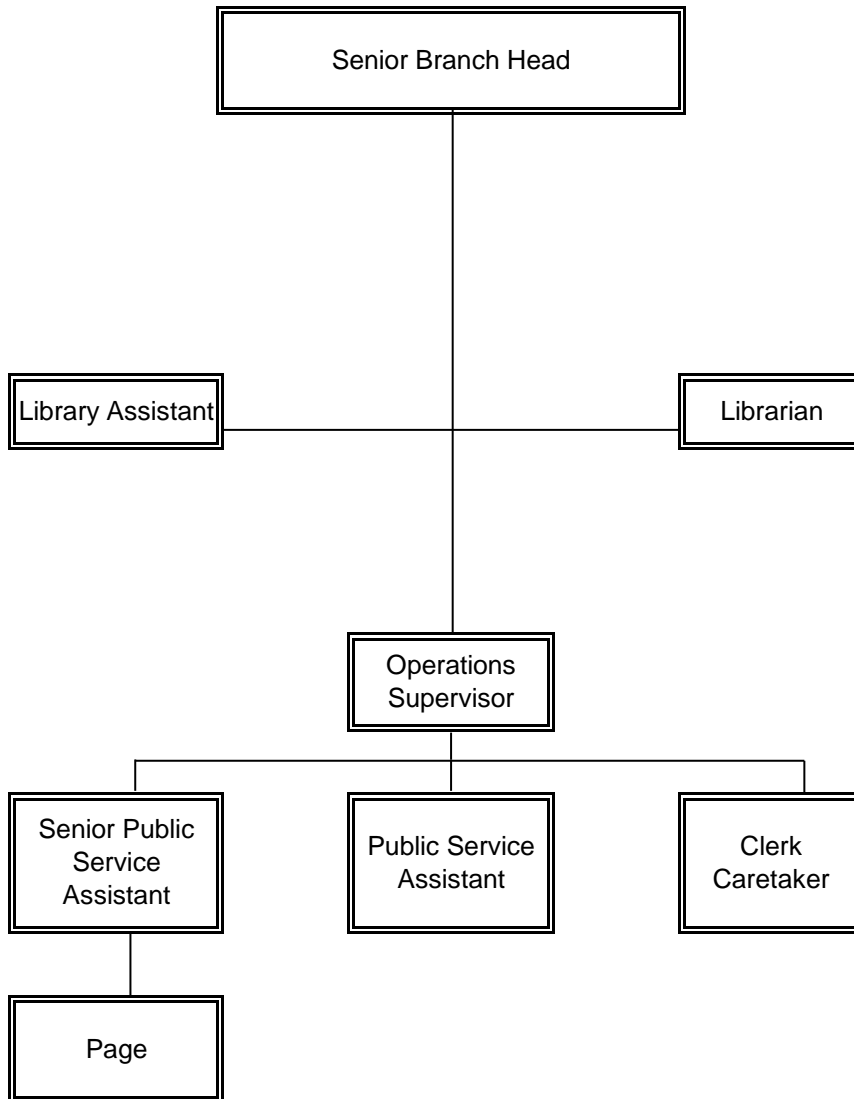 Senior Branch Head
Library Assistant
Librarian
Operations
Supervisor
Senior Public
Service
Assistant
Public Service
Assistant
Clerk
Caretaker
Page